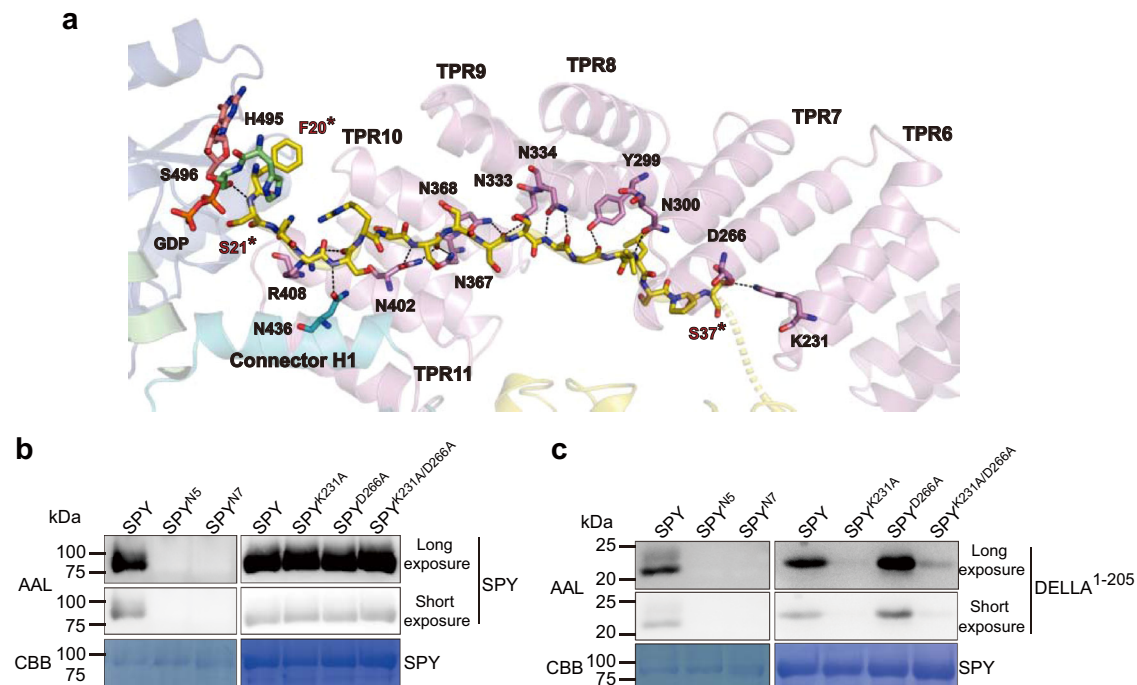 a
TPR9
TPR8
TPR7
TPR6
TPR10
H495
F20*
N334
Y299
S496
N368
N333
N300
GDP
D266
S21*
R408
N402
N367
N436
S37*
K231
Connector H1
TPR11
b
kDa
SPY
SPY^N5
SPY^N7
SPY
SPY^K231A
SPY^D266A
SPY^K231A/D266A
AAL
100
75
Long exposure
100
75
Short exposure
SPY
CBB
100
75
SPY
c
kDa
SPY
SPY^N5
SPY^N7
SPY
SPY^K231A
SPY^D266A
SPY^K231A/D266A
AAL
25
20
Long exposure
25
20
Short exposure
DELLA^1-205
CBB
100
75
SPY